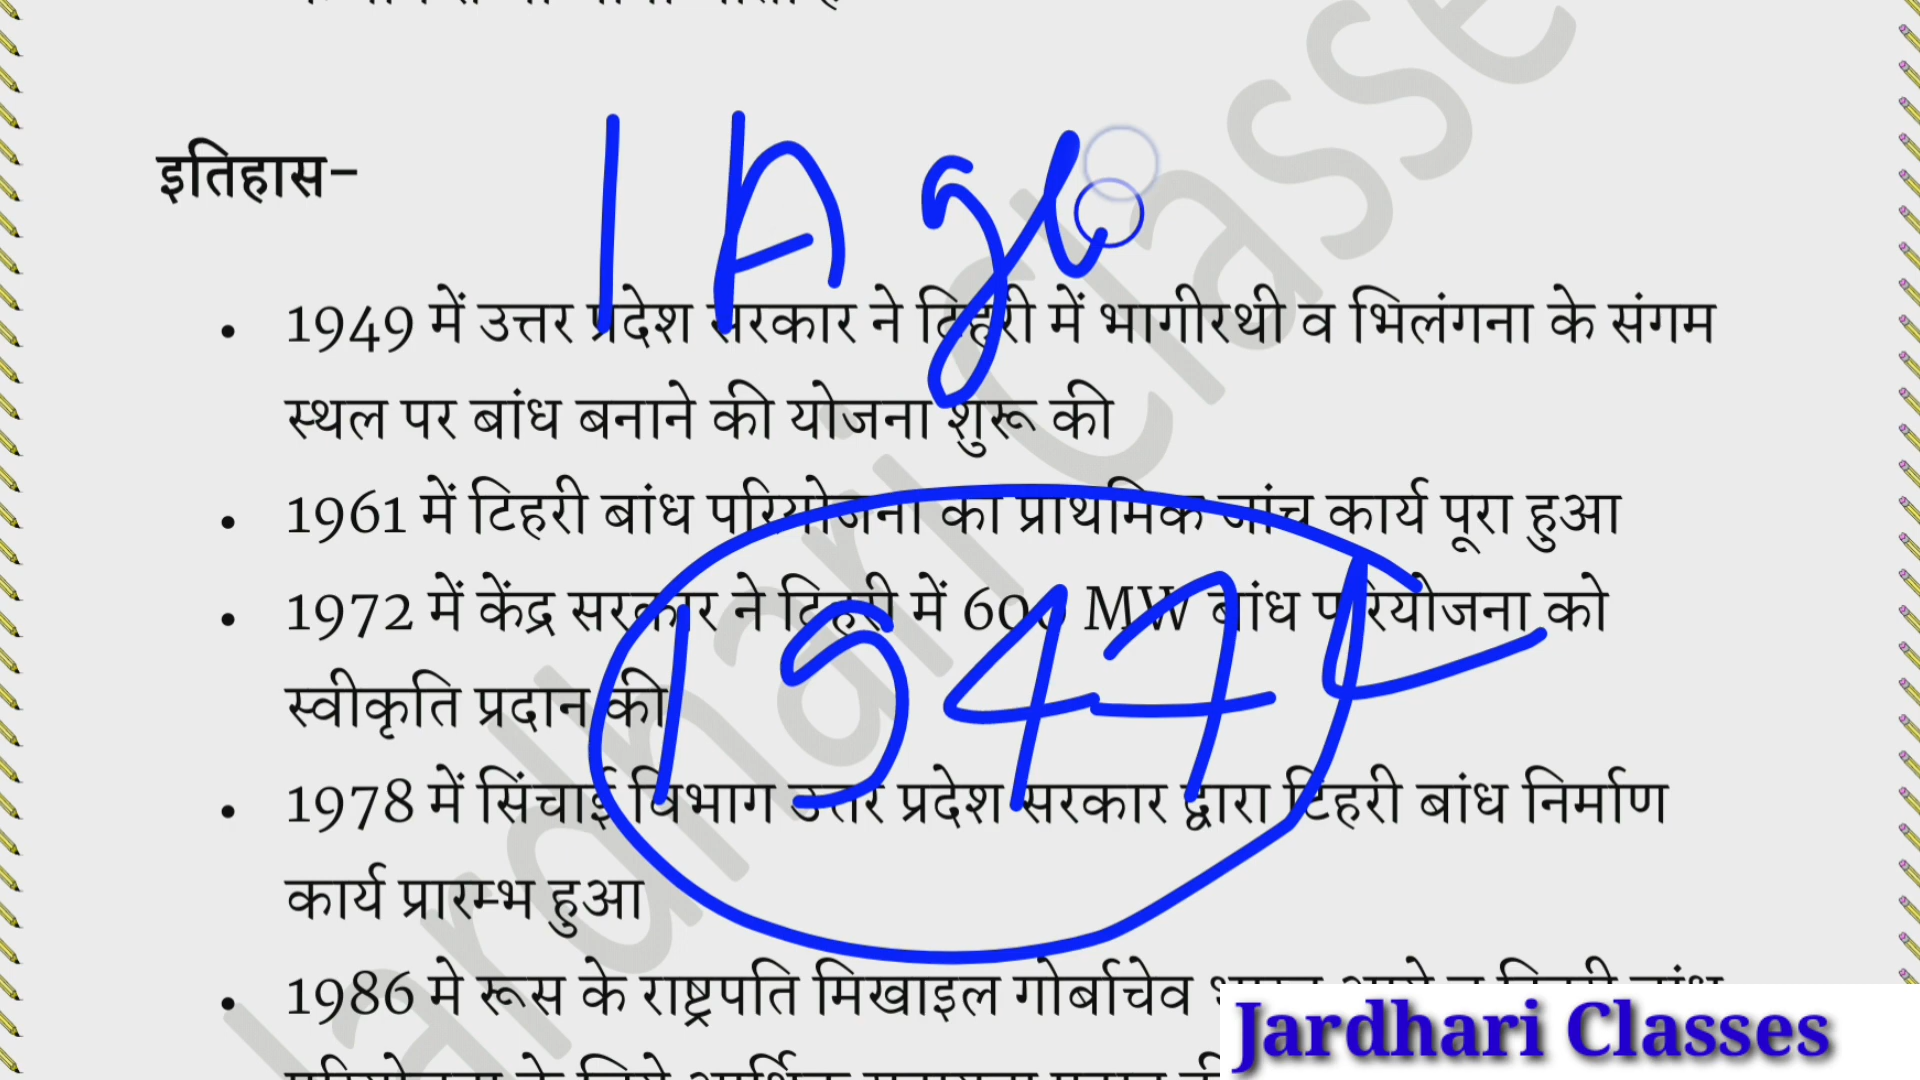 इतिहास-
1949 में उत्तर प्रदेश सरकार ने टिहरी में भागीरथी व भिलंगना के संगम
स्थल पर बांध बनाने की योजना शुरू की
1961 में टिहरी बांध परियोजना का प्राथमिक जांच कार्य पूरा हुआ
1972 में केंद्र सरकार ने टिहरी में 600 MW बांध परियोजना को
स्वीकृति प्रदान की
1978 में सिंचाई विभाग उत्तर प्रदेश सरकार द्वारा टिहरी बांध निर्माण
कार्य प्रारम्भ हुआ
1986 मे रूस के राष्ट्रपति मिखाइल गोर्बाचेव
Jardhari Classes
Jardhari Classes